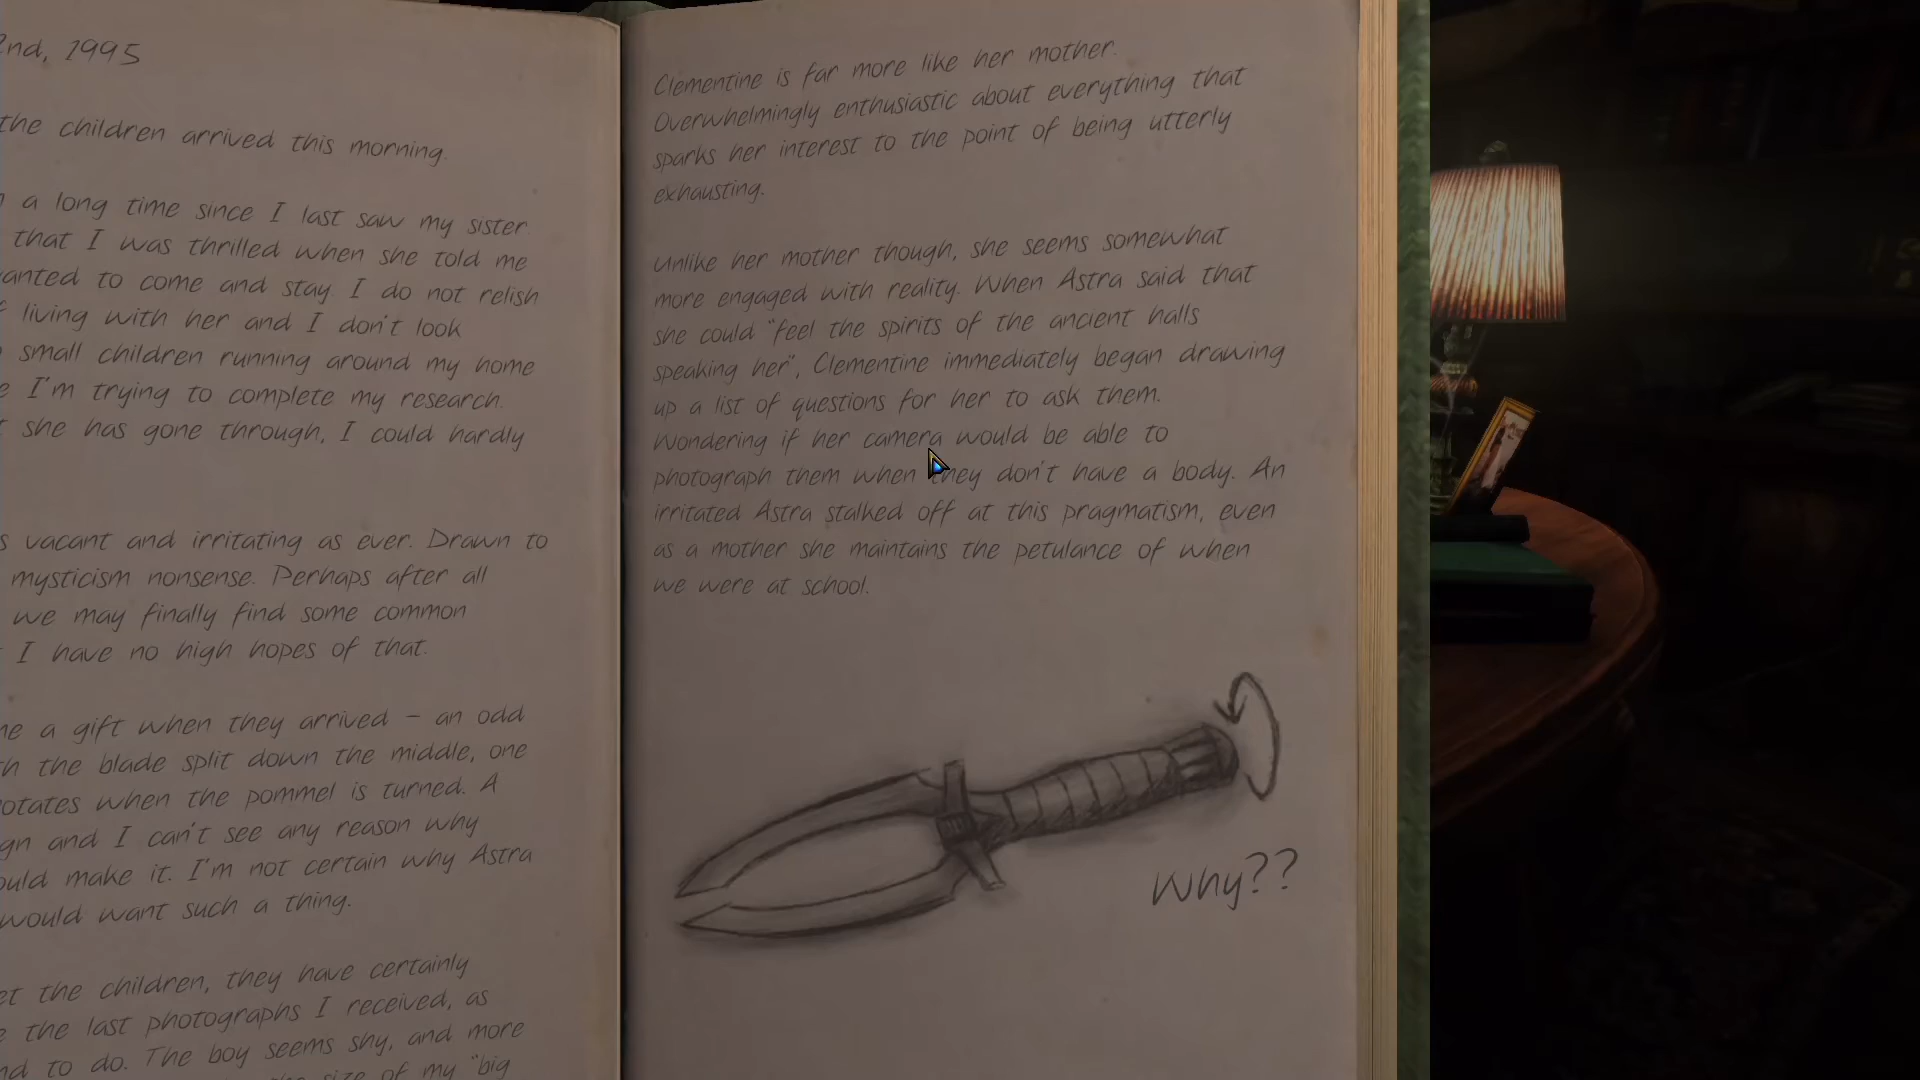 2nd, 1995
the children arrived this morning.
a long time since I last saw my sister
that I was thrilled when she told me
wanted to come and stay. I do not relish
living with her and I don't look
small children running around my home
I'm trying to complete my research.
she has gone through, I could hardly
vacant and irritating as ever. Drawn to
mysticism nonsense. Perhaps after all
we may finally find some common
I have no high hopes of that.
me a gift when they arrived – an odd
the blade split down the middle, one
rotates when the pommel is turned. A
and I can't see any reason why
would make it. I'm not certain why Astra
would want such a thing.
the children, they have certainly
the last photographs I received, as
to do. The boy seems shy, and more
size of my "big
Clementine is far more like her mother.
Overwhelmingly enthusiastic about everything that
sparks her interest to the point of being utterly
exhausting.
Unlike her mother though, she seems somewhat
more engaged with reality. When Astra said that
she could "feel the spirits of the ancient halls
speaking her", Clementine immediately began drawing
up a list of questions for her to ask them.
Wondering if her camera would be able to
photograph them when they don't have a body. An
irritated Astra stalked off at this pragmatism, even
as a mother she maintains the petulance of when
we were at school.
Why??